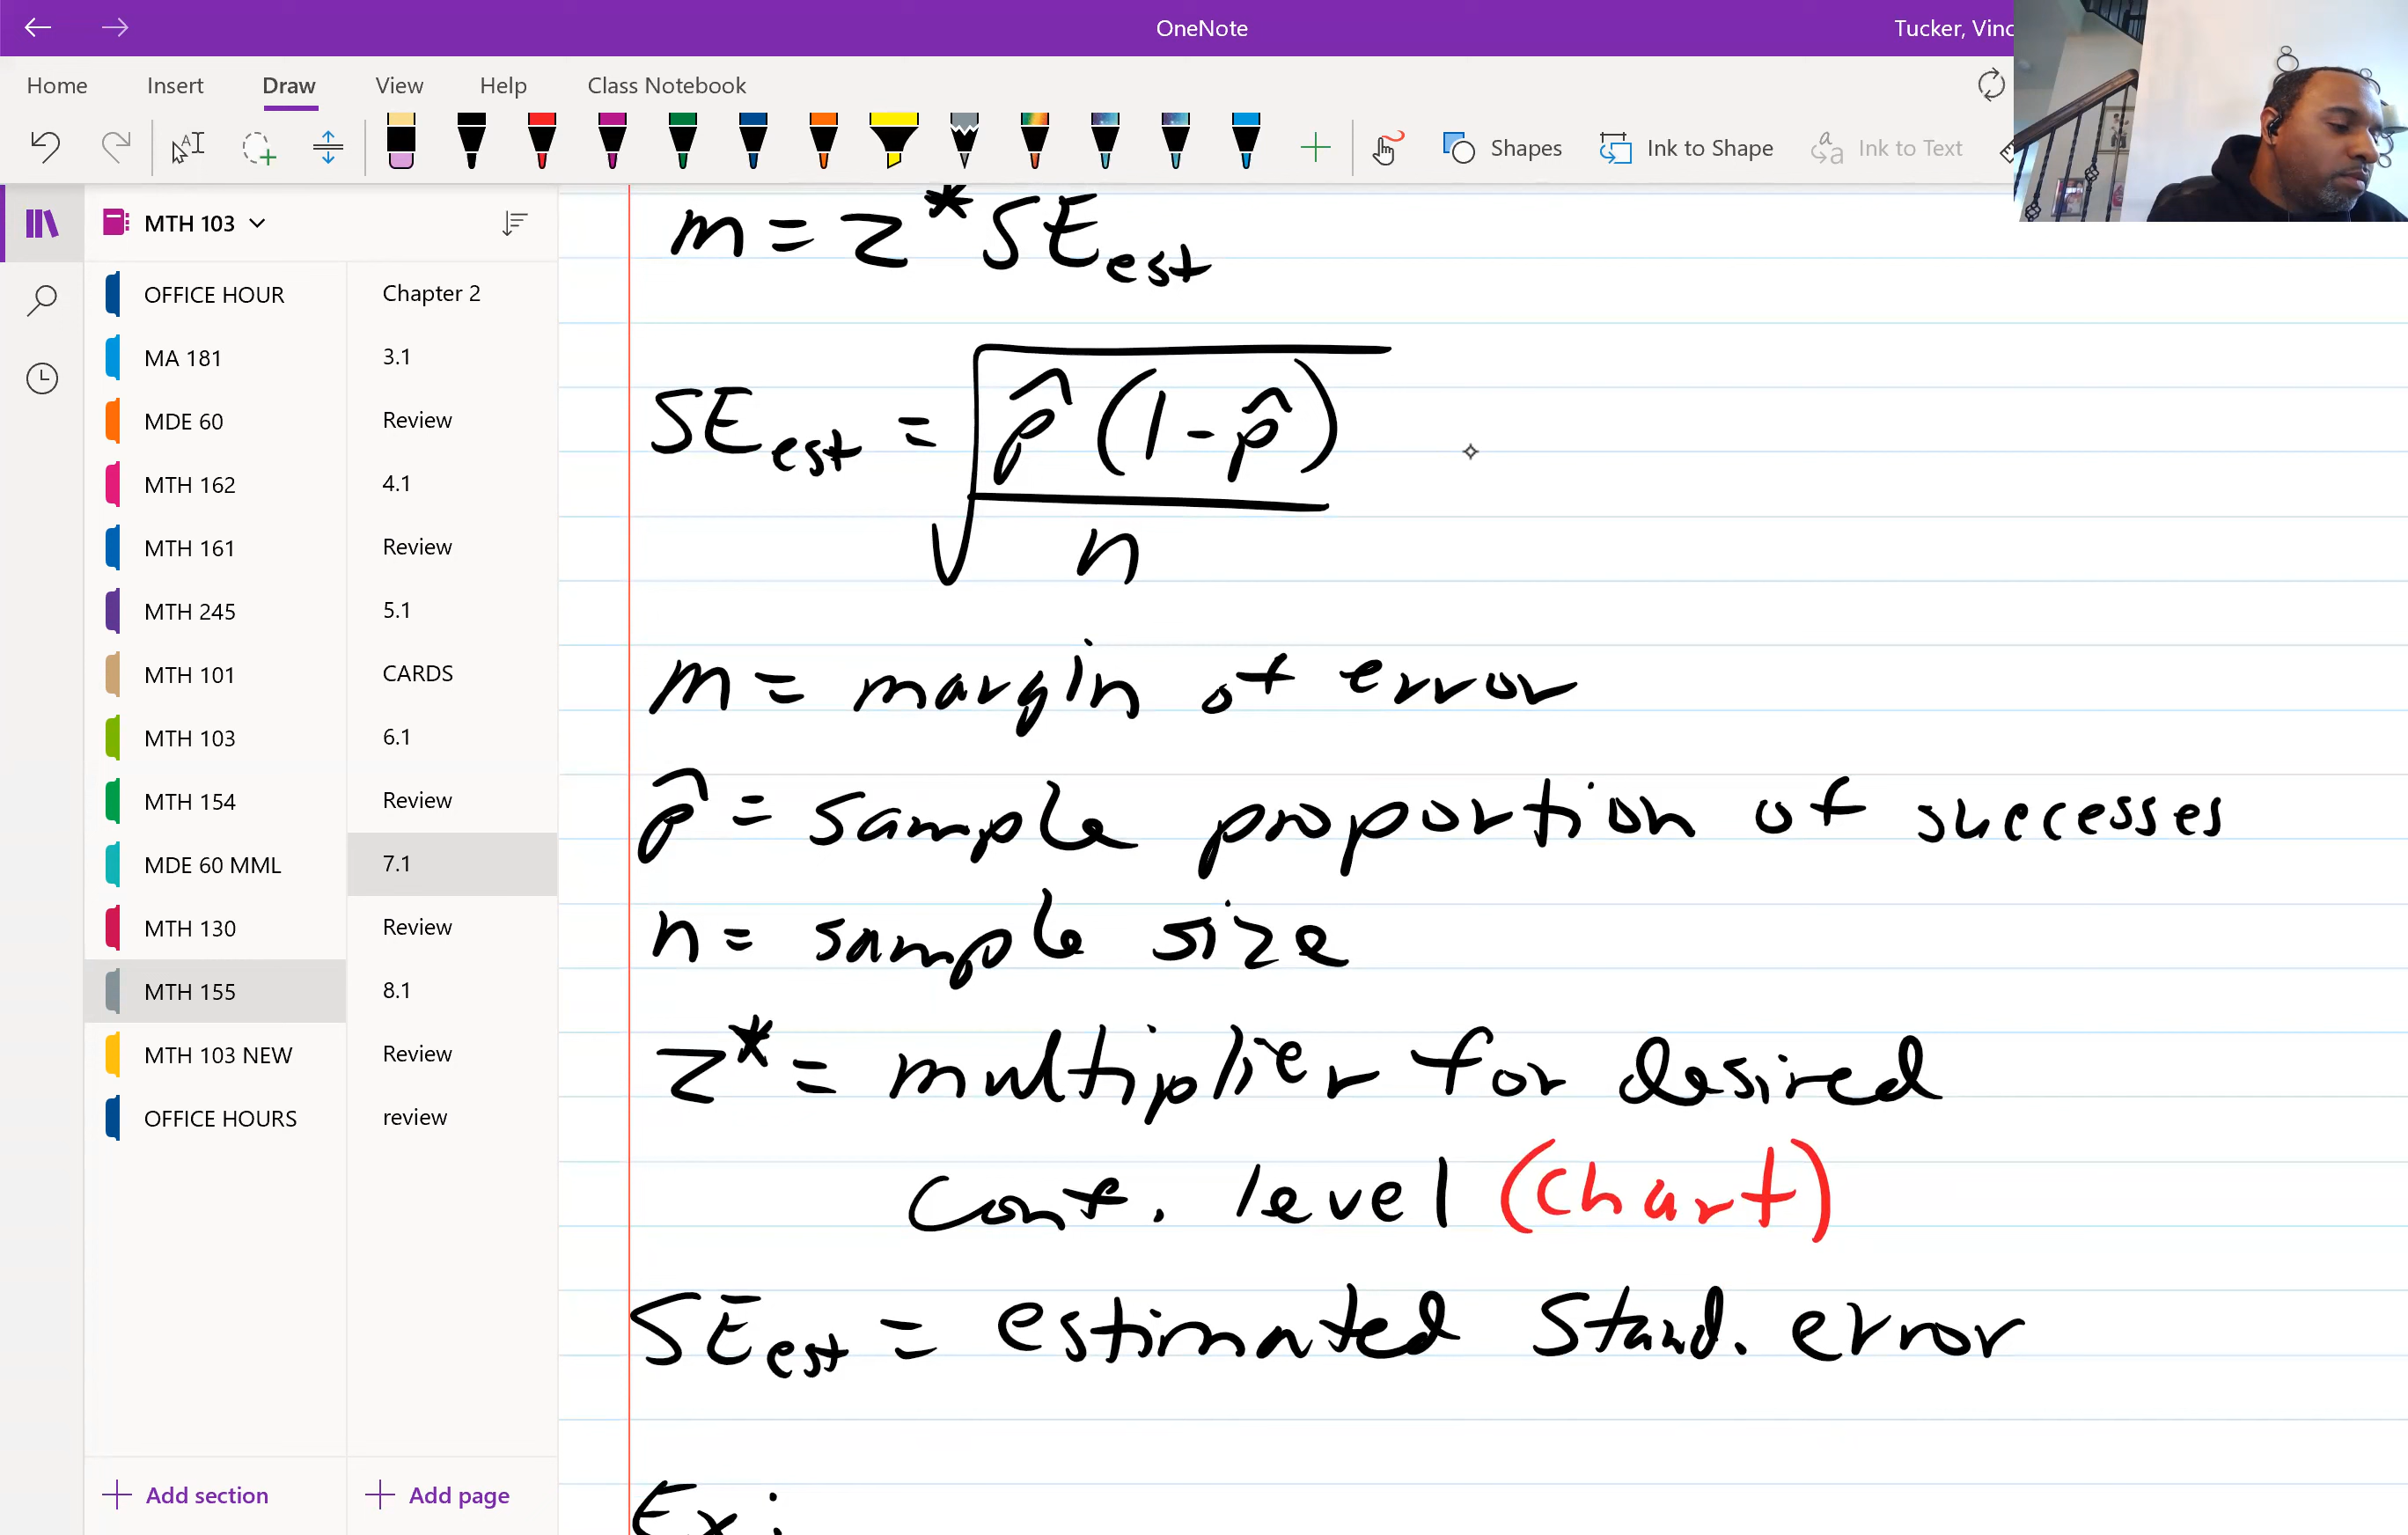 OneNote
Tucker, Vinc
Home Insert Draw View Help Class Notebook
Shapes Ink to Shape Ink to Text
MTH 103
OFFICE HOUR
MA 181
MDE 60
MTH 162
MTH 161
MTH 245
MTH 101
MTH 103
MTH 154
MDE 60 MML
MTH 130
MTH 155
MTH 103 NEW
OFFICE HOURS
Add section
Chapter 2
3.1
Review
4.1
Review
5.1
CARDS
6.1
Review
7.1
Review
8.1
Review
review
Add page
m = z* SE_est
SE_est = √(p̂ (1 - p̂) / n)
m = margin of error
p̂ = sample proportion of successes
n = sample size
z* = multiplier for desired
conf. level (chart)
SE_est = estimated Stand. error
Ex: